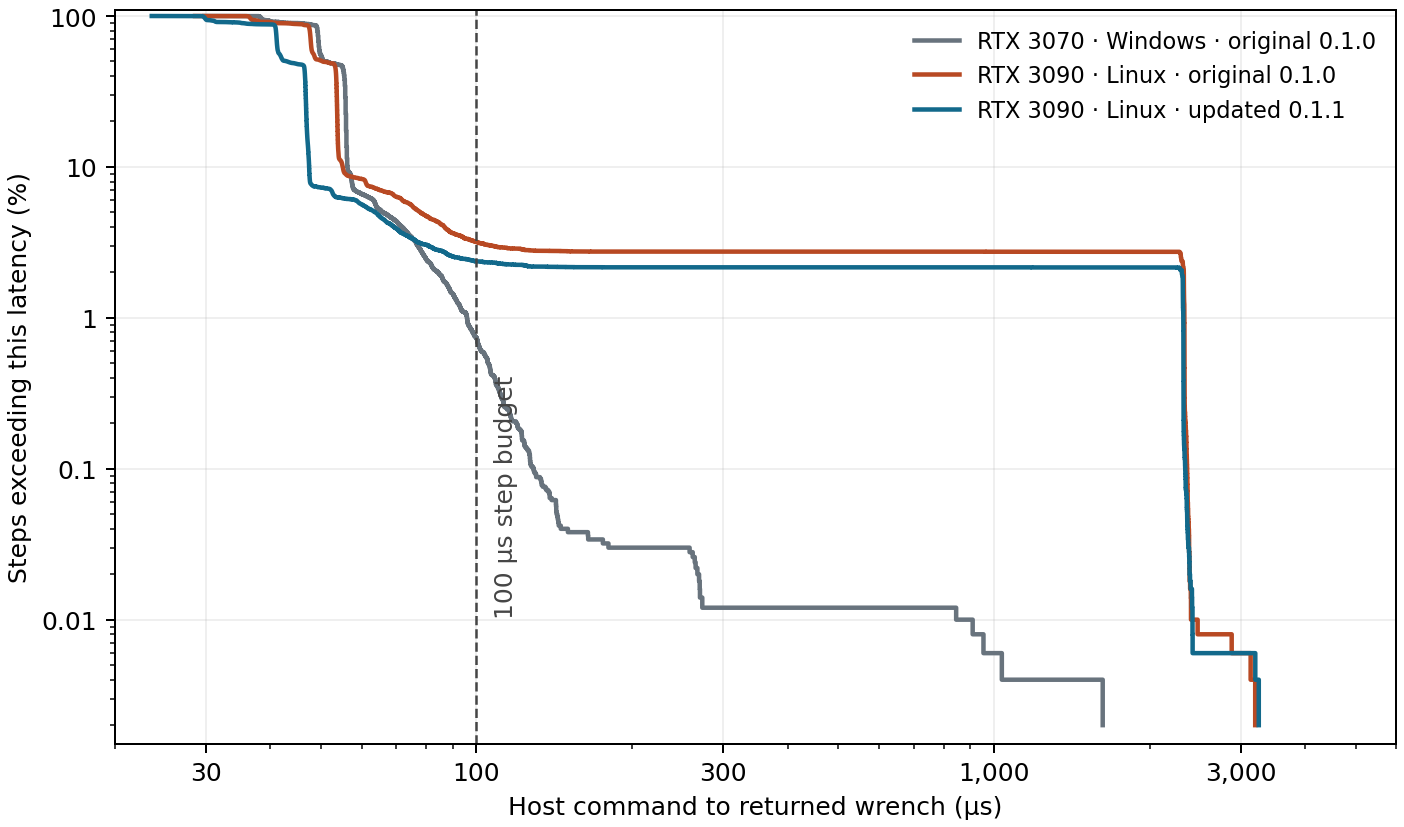 RTX 3070 · Windows · original 0.1.0
RTX 3090 · Linux · original 0.1.0
RTX 3090 · Linux · updated 0.1.1
Steps exceeding this latency (%)
100
10
1
0.1
0.01
100 µs step budget
30
100
300
1,000
3,000
Host command to returned wrench (µs)